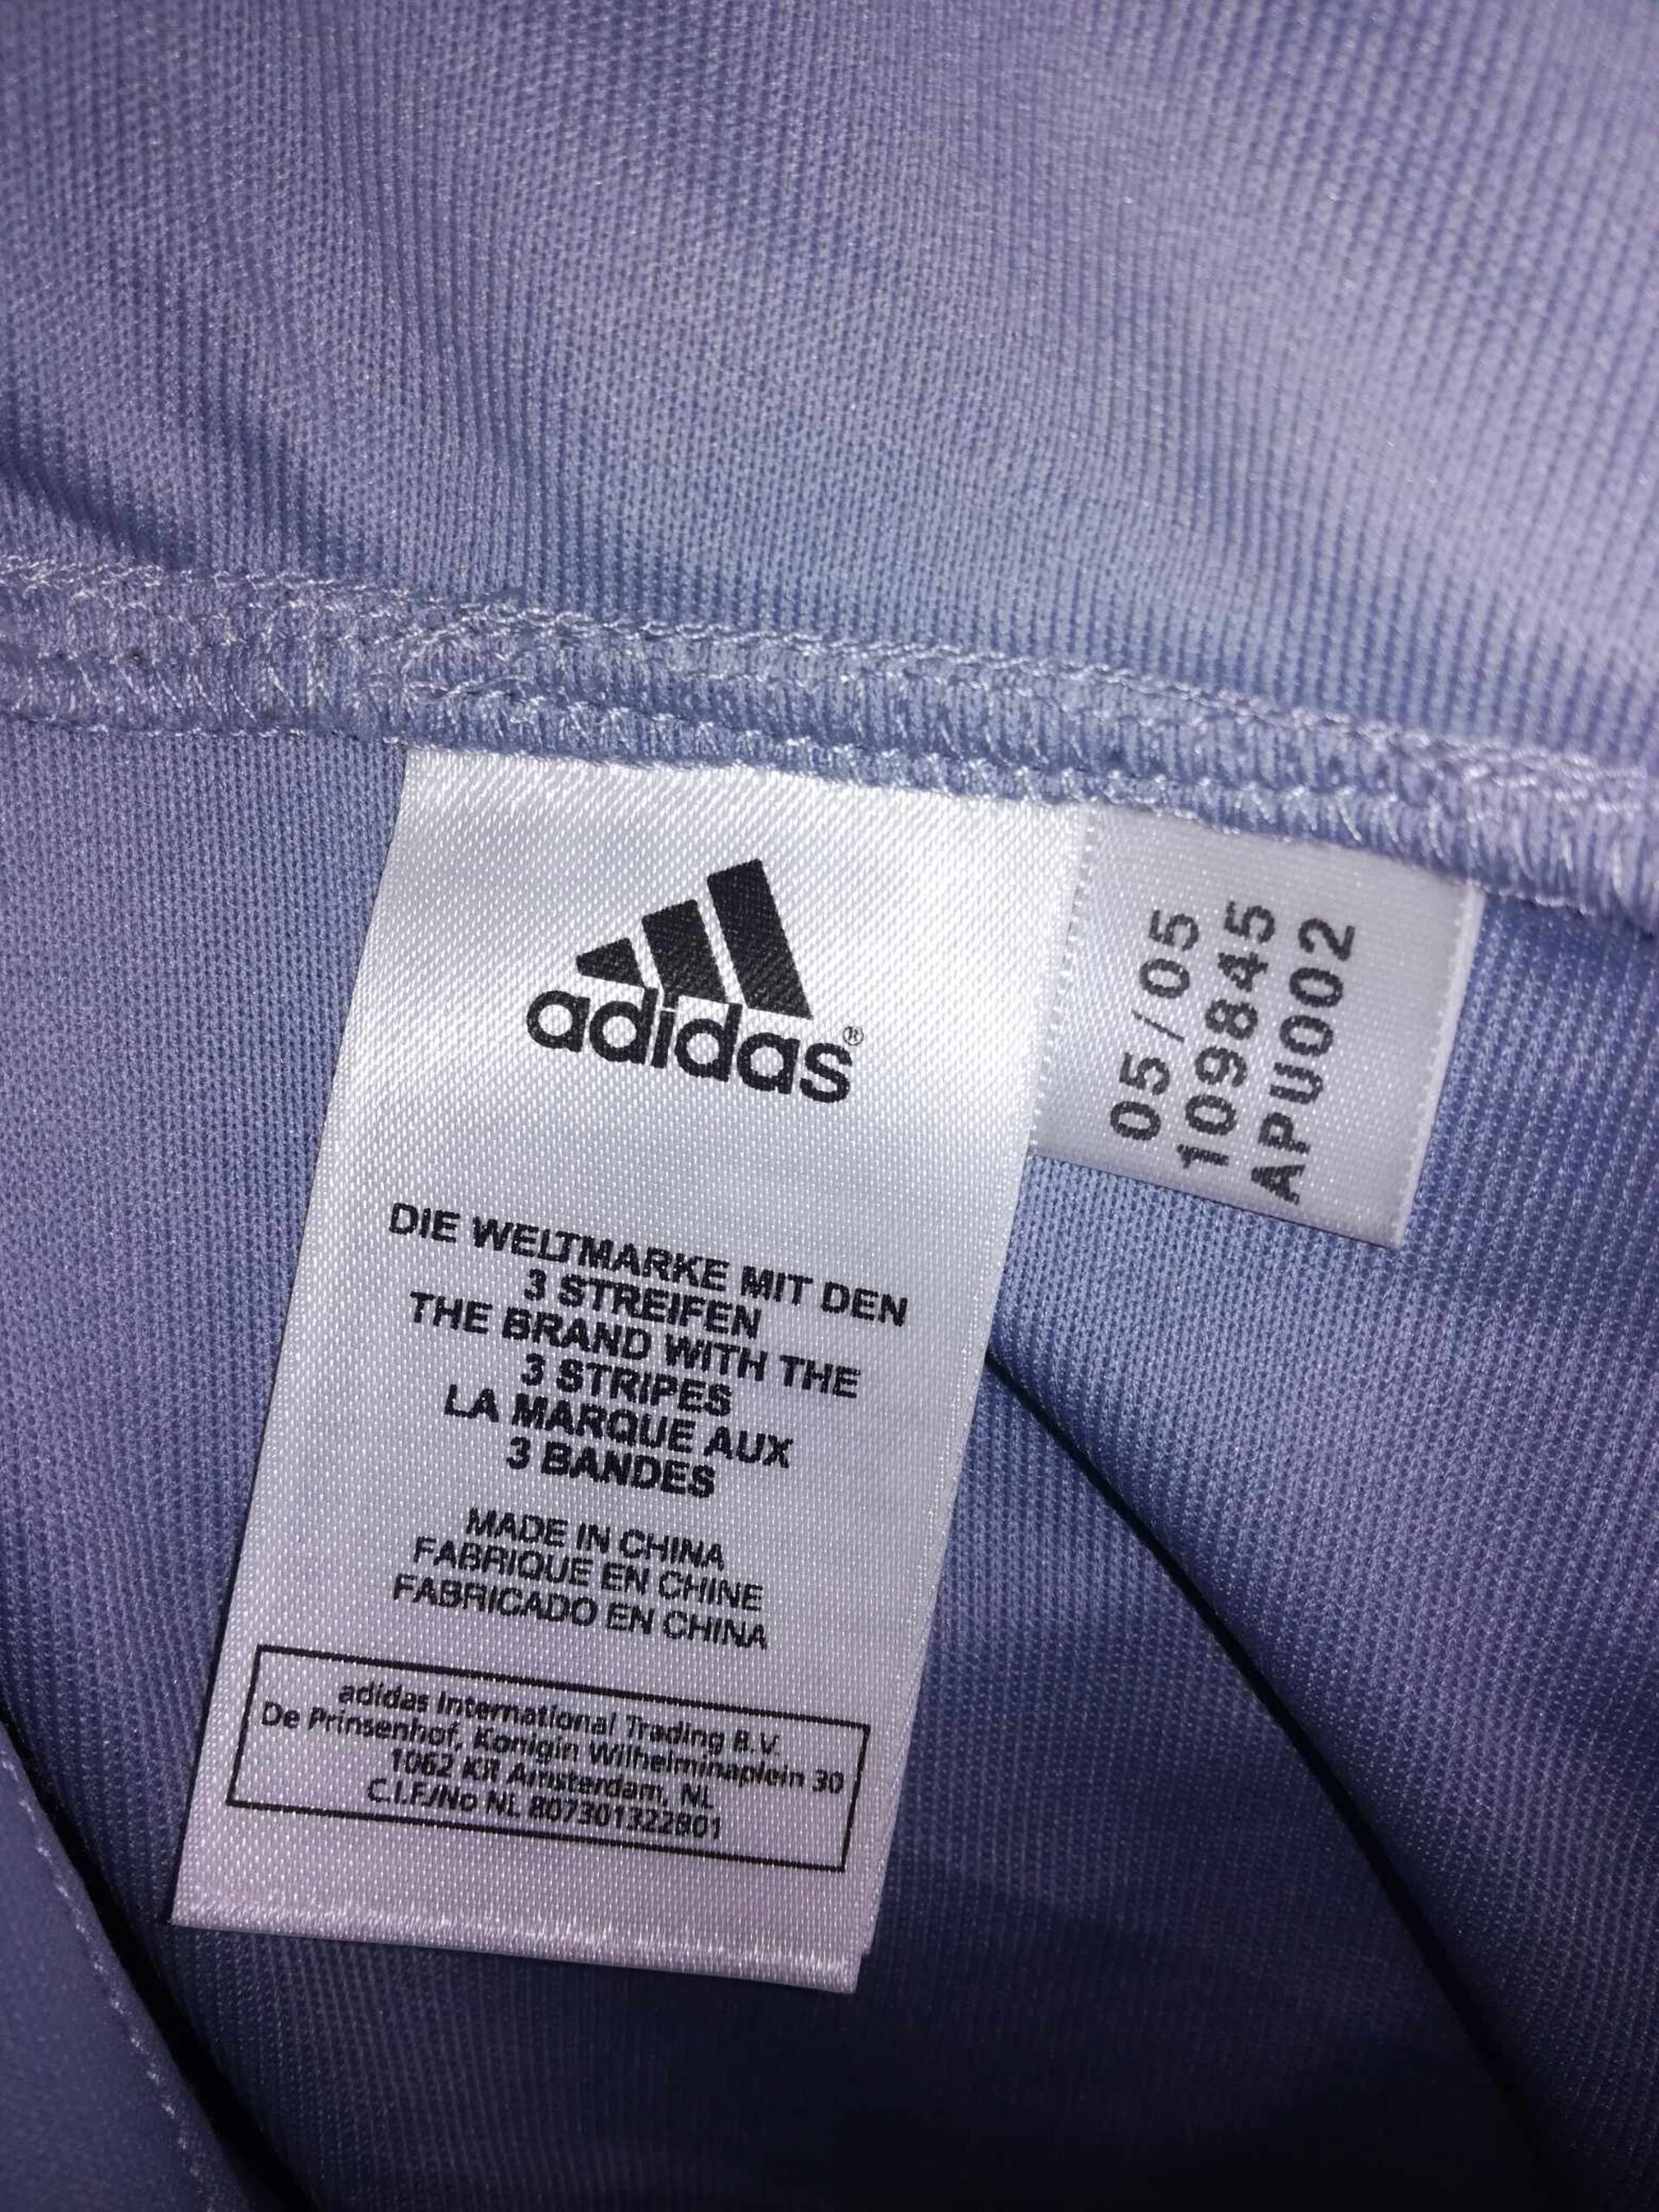 adidas®
DIE WELTMARKE MIT DEN
3 STREIFEN
THE BRAND WITH THE
3 STRIPES
LA MARQUE AUX
3 BANDES
MADE IN CHINA
FABRIQUE EN CHINE
FABRICADO EN CHINA
adidas International Trading B.V.
De Prinsenhof, Konigin Wilhelminaplein 30
1062 KR Amsterdam, NL
C.I.F./No NL 807301322B01
05/05
109845
APU002